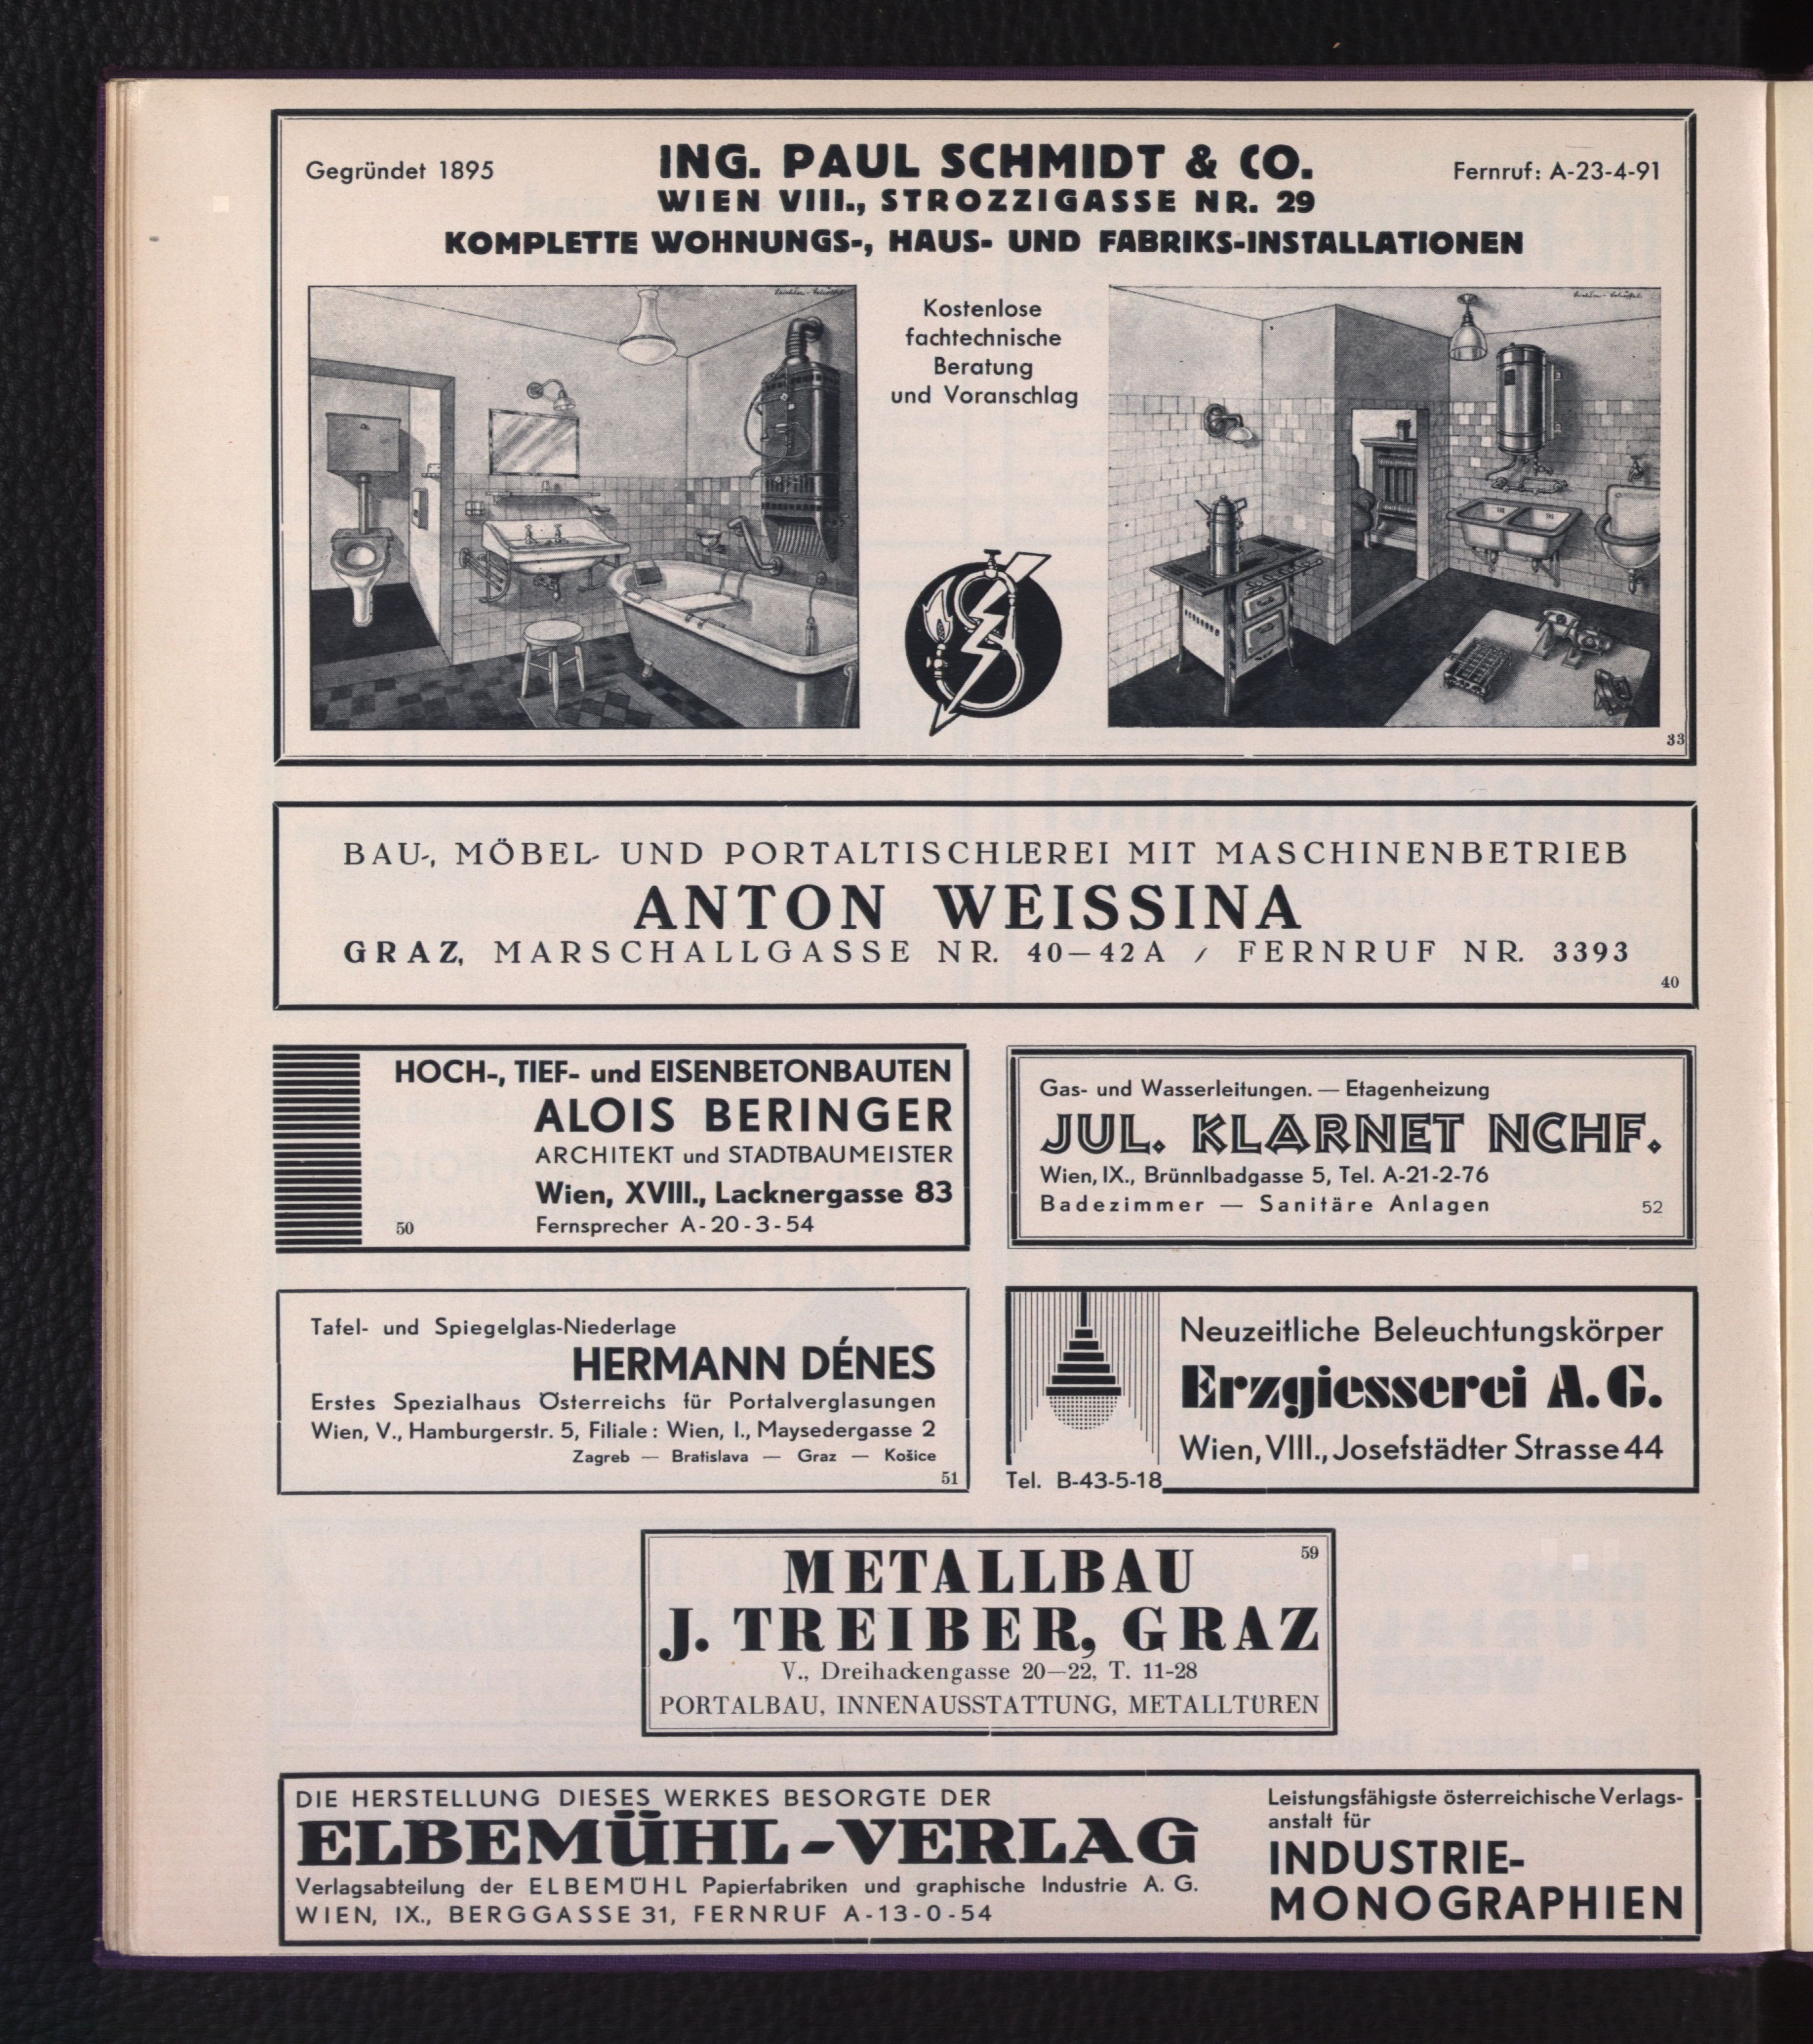 Gegründet 1895
ING. PAUL SCHMIDT & CO.
Fernruf: A-23-4-91
WIEN VIII., STROZZIGASSE NR. 29
KOMPLETTE WOHNUNGS-, HAUS- UND FABRIKS-INSTALLATIONEN
Kostenlose
fachtechnische
Beratung
und Voranschlag
33
BAU-, MÖBEL- UND PORTALTISCHLEREI MIT MASCHINENBETRIEB
ANTON WEISSINA
GRAZ, MARSCHALLGASSE NR. 40—42A / FERNRUF NR. 3393
40
HOCH-, TIEF- und EISENBETONBAUTEN
ALOIS BERINGER
ARCHITEKT und STADTBAUMEISTER
Wien, XVIII., Lacknergasse 83
Fernsprecher A-20-3-54
50
Gas- und Wasserleitungen. — Etagenheizung
JUL. KLARNET NCHF.
Wien, IX., Brünnlbadgasse 5, Tel. A-21-2-76
Badezimmer — Sanitäre Anlagen
52
Tafel- und Spiegelglas-Niederlage
HERMANN DÉNES
Erstes Spezialhaus Österreichs für Portalverglasungen
Wien, V., Hamburgerstr. 5, Filiale: Wien, I., Maysedergasse 2
Zagreb — Bratislava — Graz — Košice
51
Neuzeitliche Beleuchtungskörper
Erzgiesserei A.G.
Wien, VIII., Josefstädter Strasse 44
Tel. B-43-5-18
59
METALLBAU
J. TREIBER, GRAZ
V., Dreihackengasse 20—22, T. 11-28
PORTALBAU, INNENAUSSTATTUNG, METALLTÜREN
DIE HERSTELLUNG DIESES WERKES BESORGTE DER
ELBEMÜHL-VERLAG
Verlagsabteilung der ELBEMÜHL Papierfabriken und graphische Industrie A. G.
WIEN, IX., BERGGASSE 31, FERNRUF A-13-0-54
Leistungsfähigste österreichische Verlags-
anstalt für
INDUSTRIE-
MONOGRAPHIEN